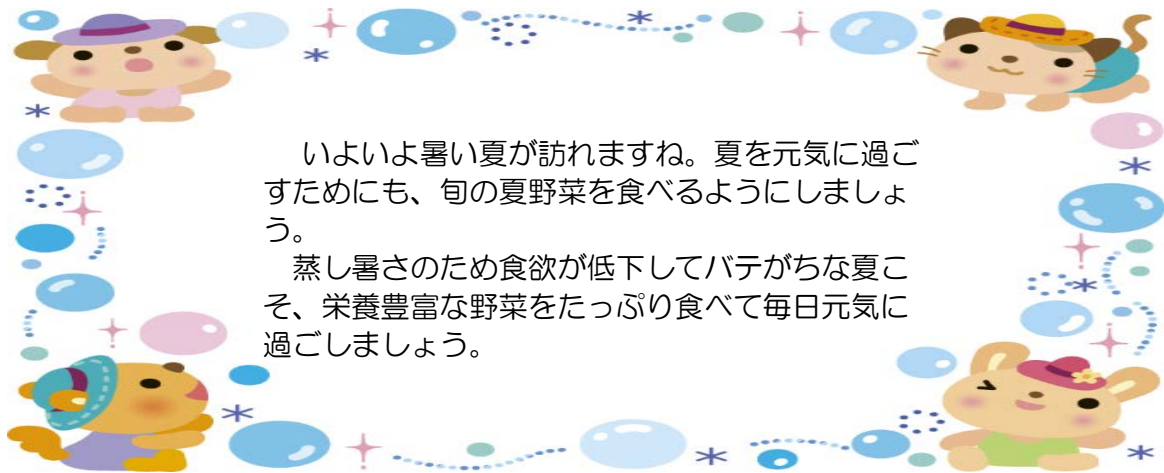 いよいよ暑い夏が訪れますね。夏を元気に過ご
すためにも、旬の夏野菜を食べるようにしましょ
う。
蒸し暑さのため食欲が低下してバテがちな夏こ
そ、栄養豊富な野菜をたっぷり食べて毎日元気に
過ごしましょう。